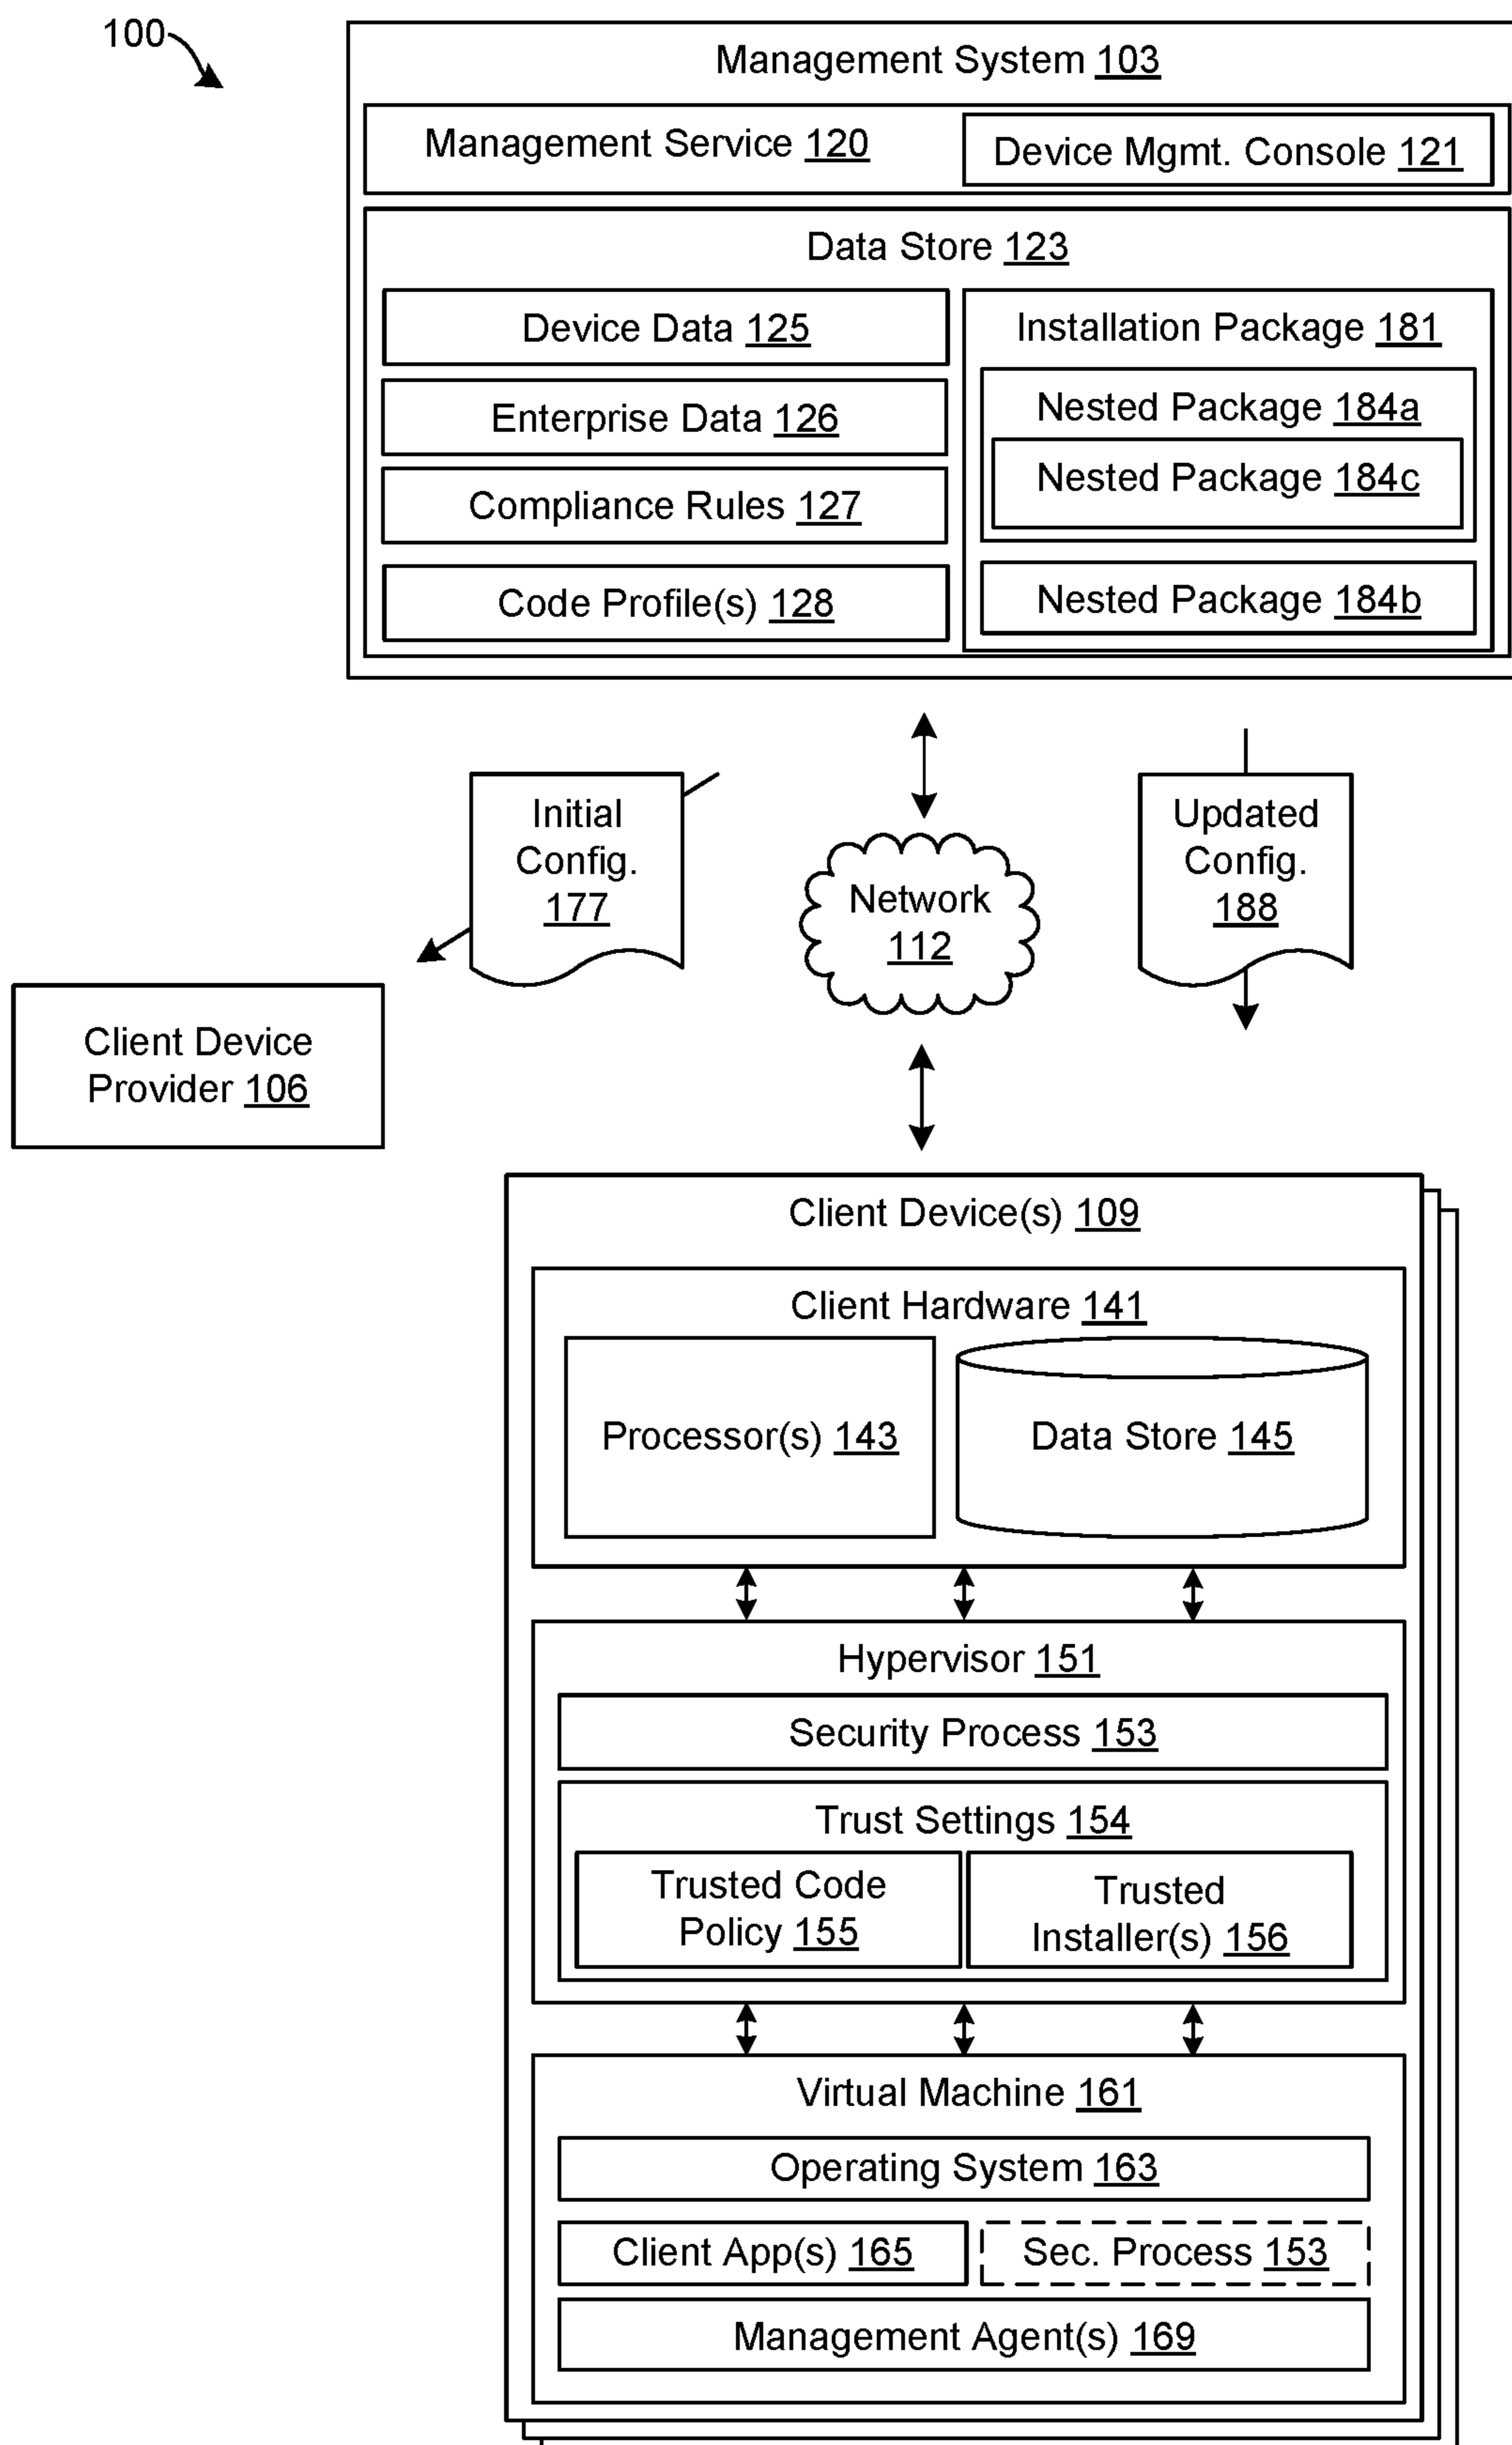 100
Management System 103
Management Service 120
Device Mgmt. Console 121
Data Store 123
Device Data 125
Enterprise Data 126
Compliance Rules 127
Code Profile(s) 128
Installation Package 181
Nested Package 184a
Nested Package 184c
Nested Package 184b
Initial
Config.
177
Network
112
Updated
Config.
188
Client Device
Provider 106
Client Device(s) 109
Client Hardware 141
Processor(s) 143
Data Store 145
Hypervisor 151
Security Process 153
Trust Settings 154
Trusted Code
Policy 155
Trusted
Installer(s) 156
Virtual Machine 161
Operating System 163
Client App(s) 165
Sec. Process 153
Management Agent(s) 169